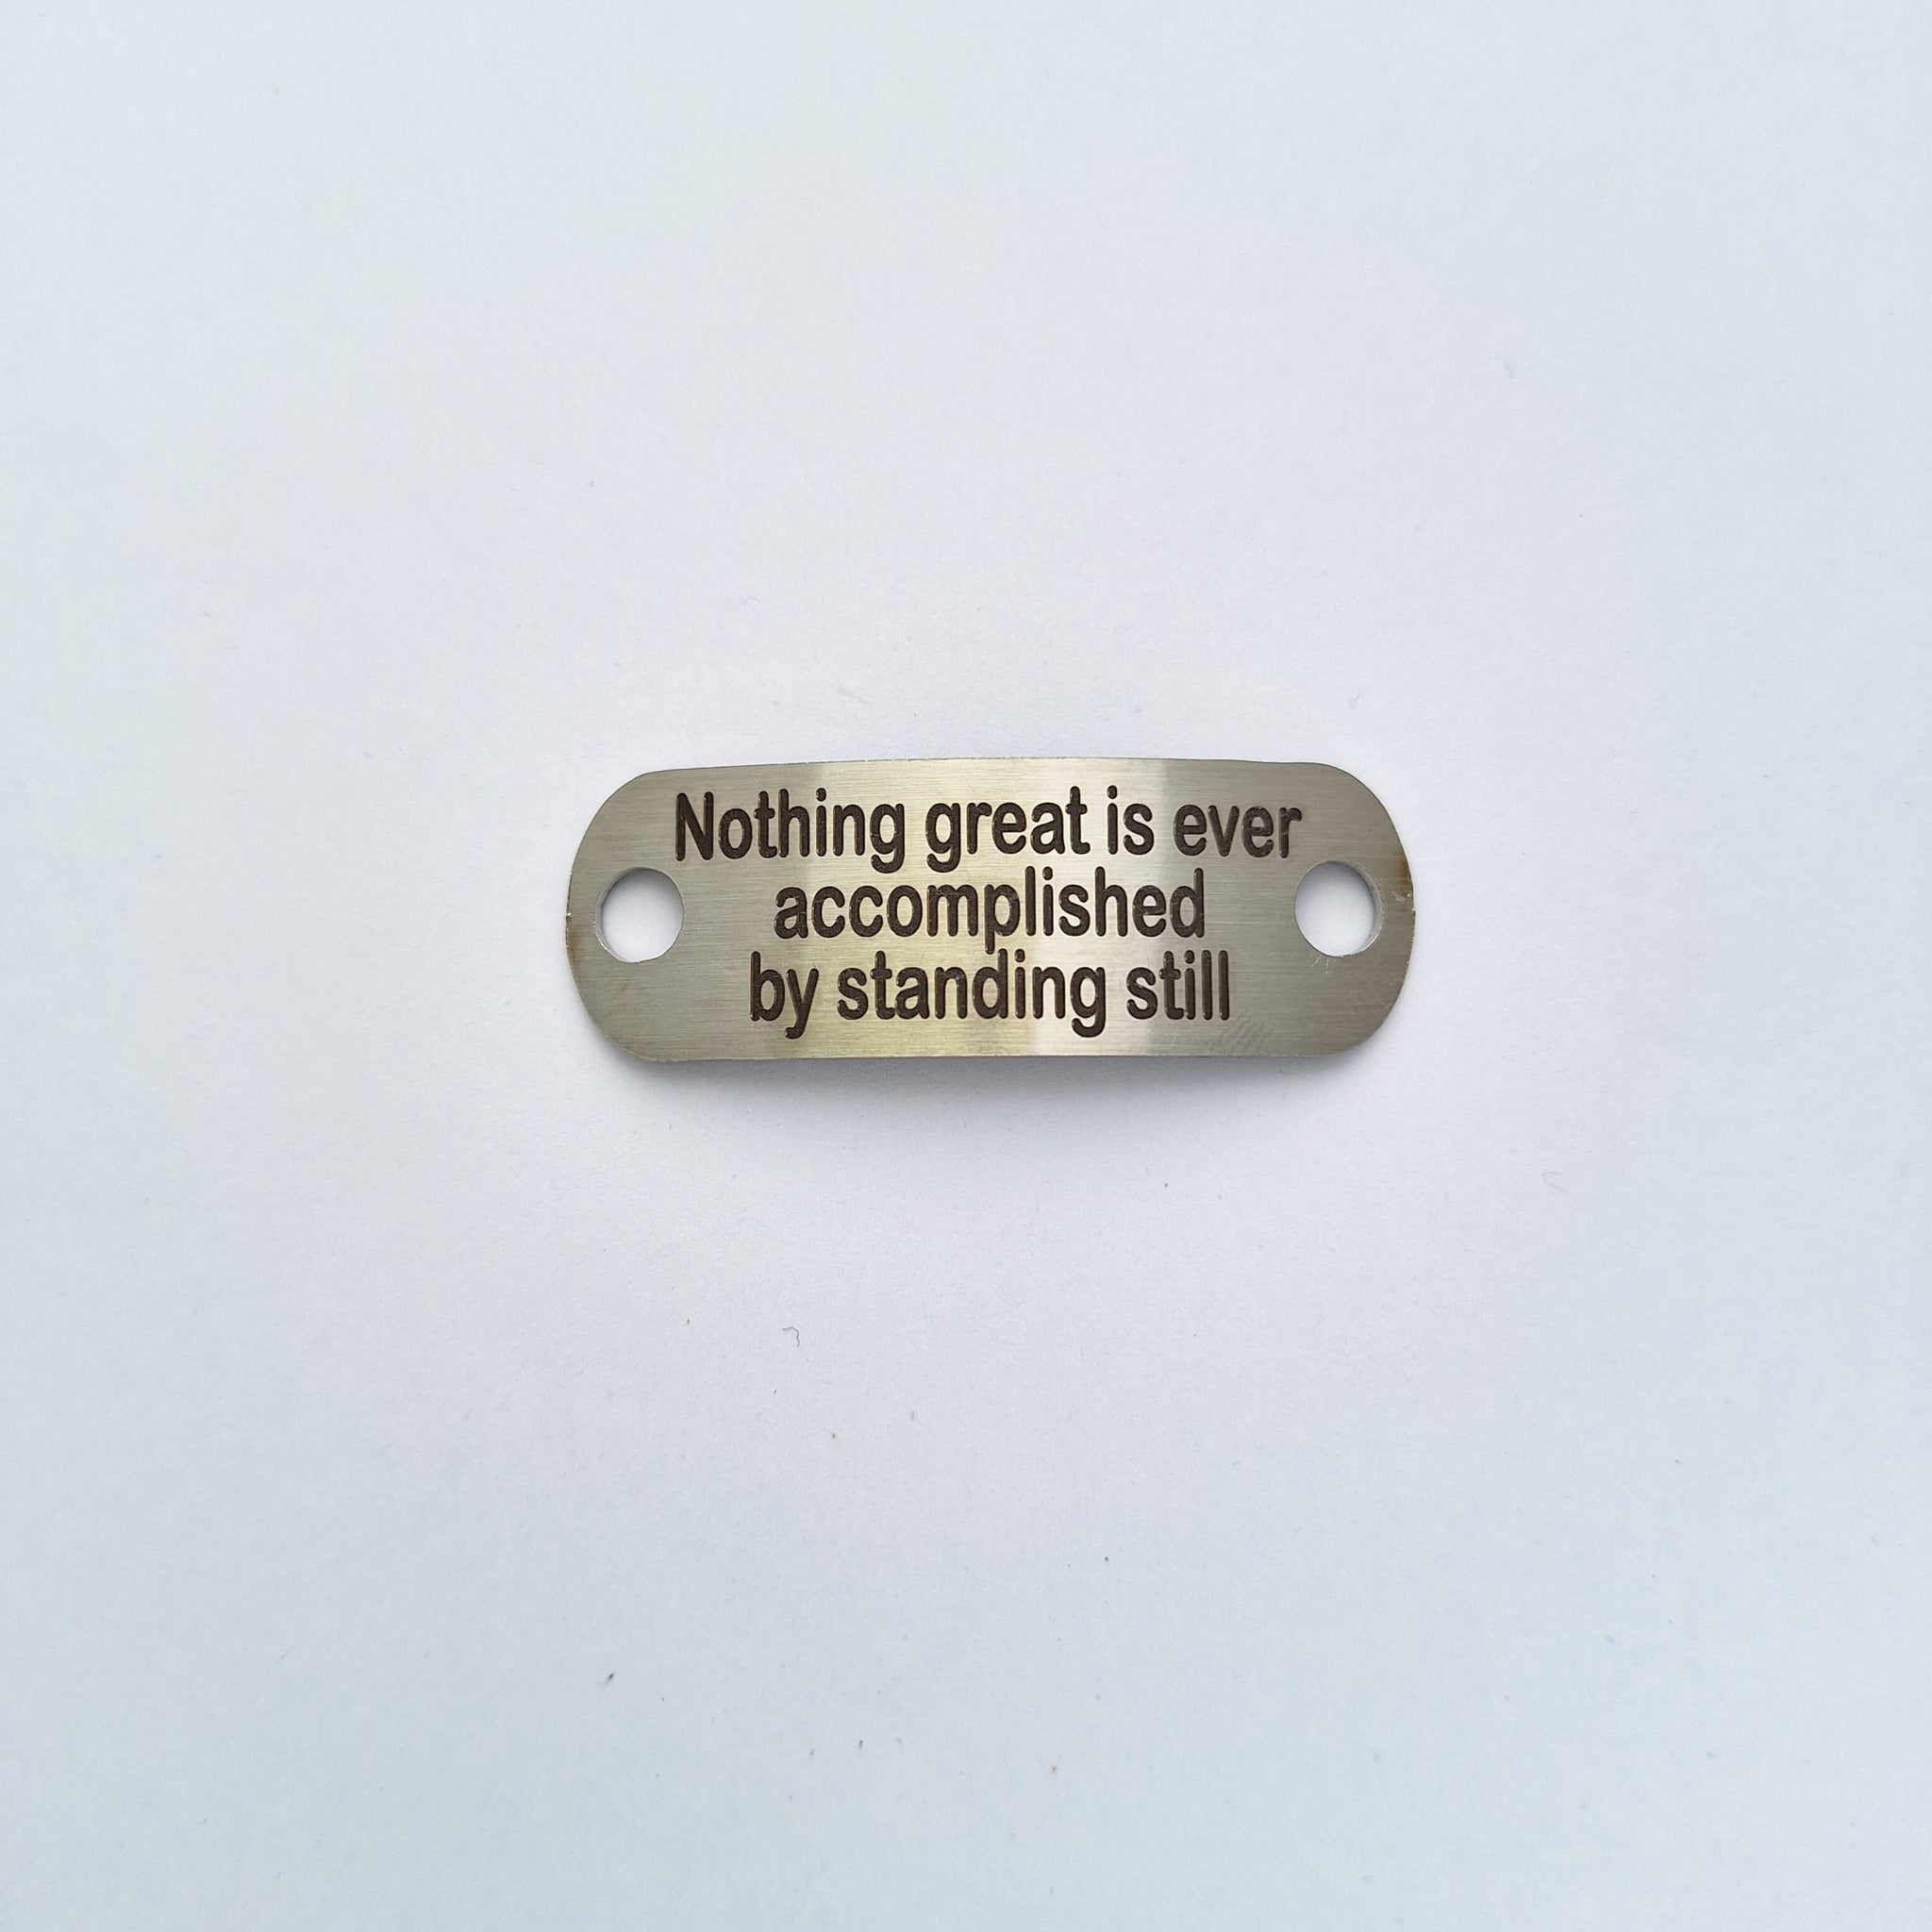 Nothing great is ever
accomplished
by standing still